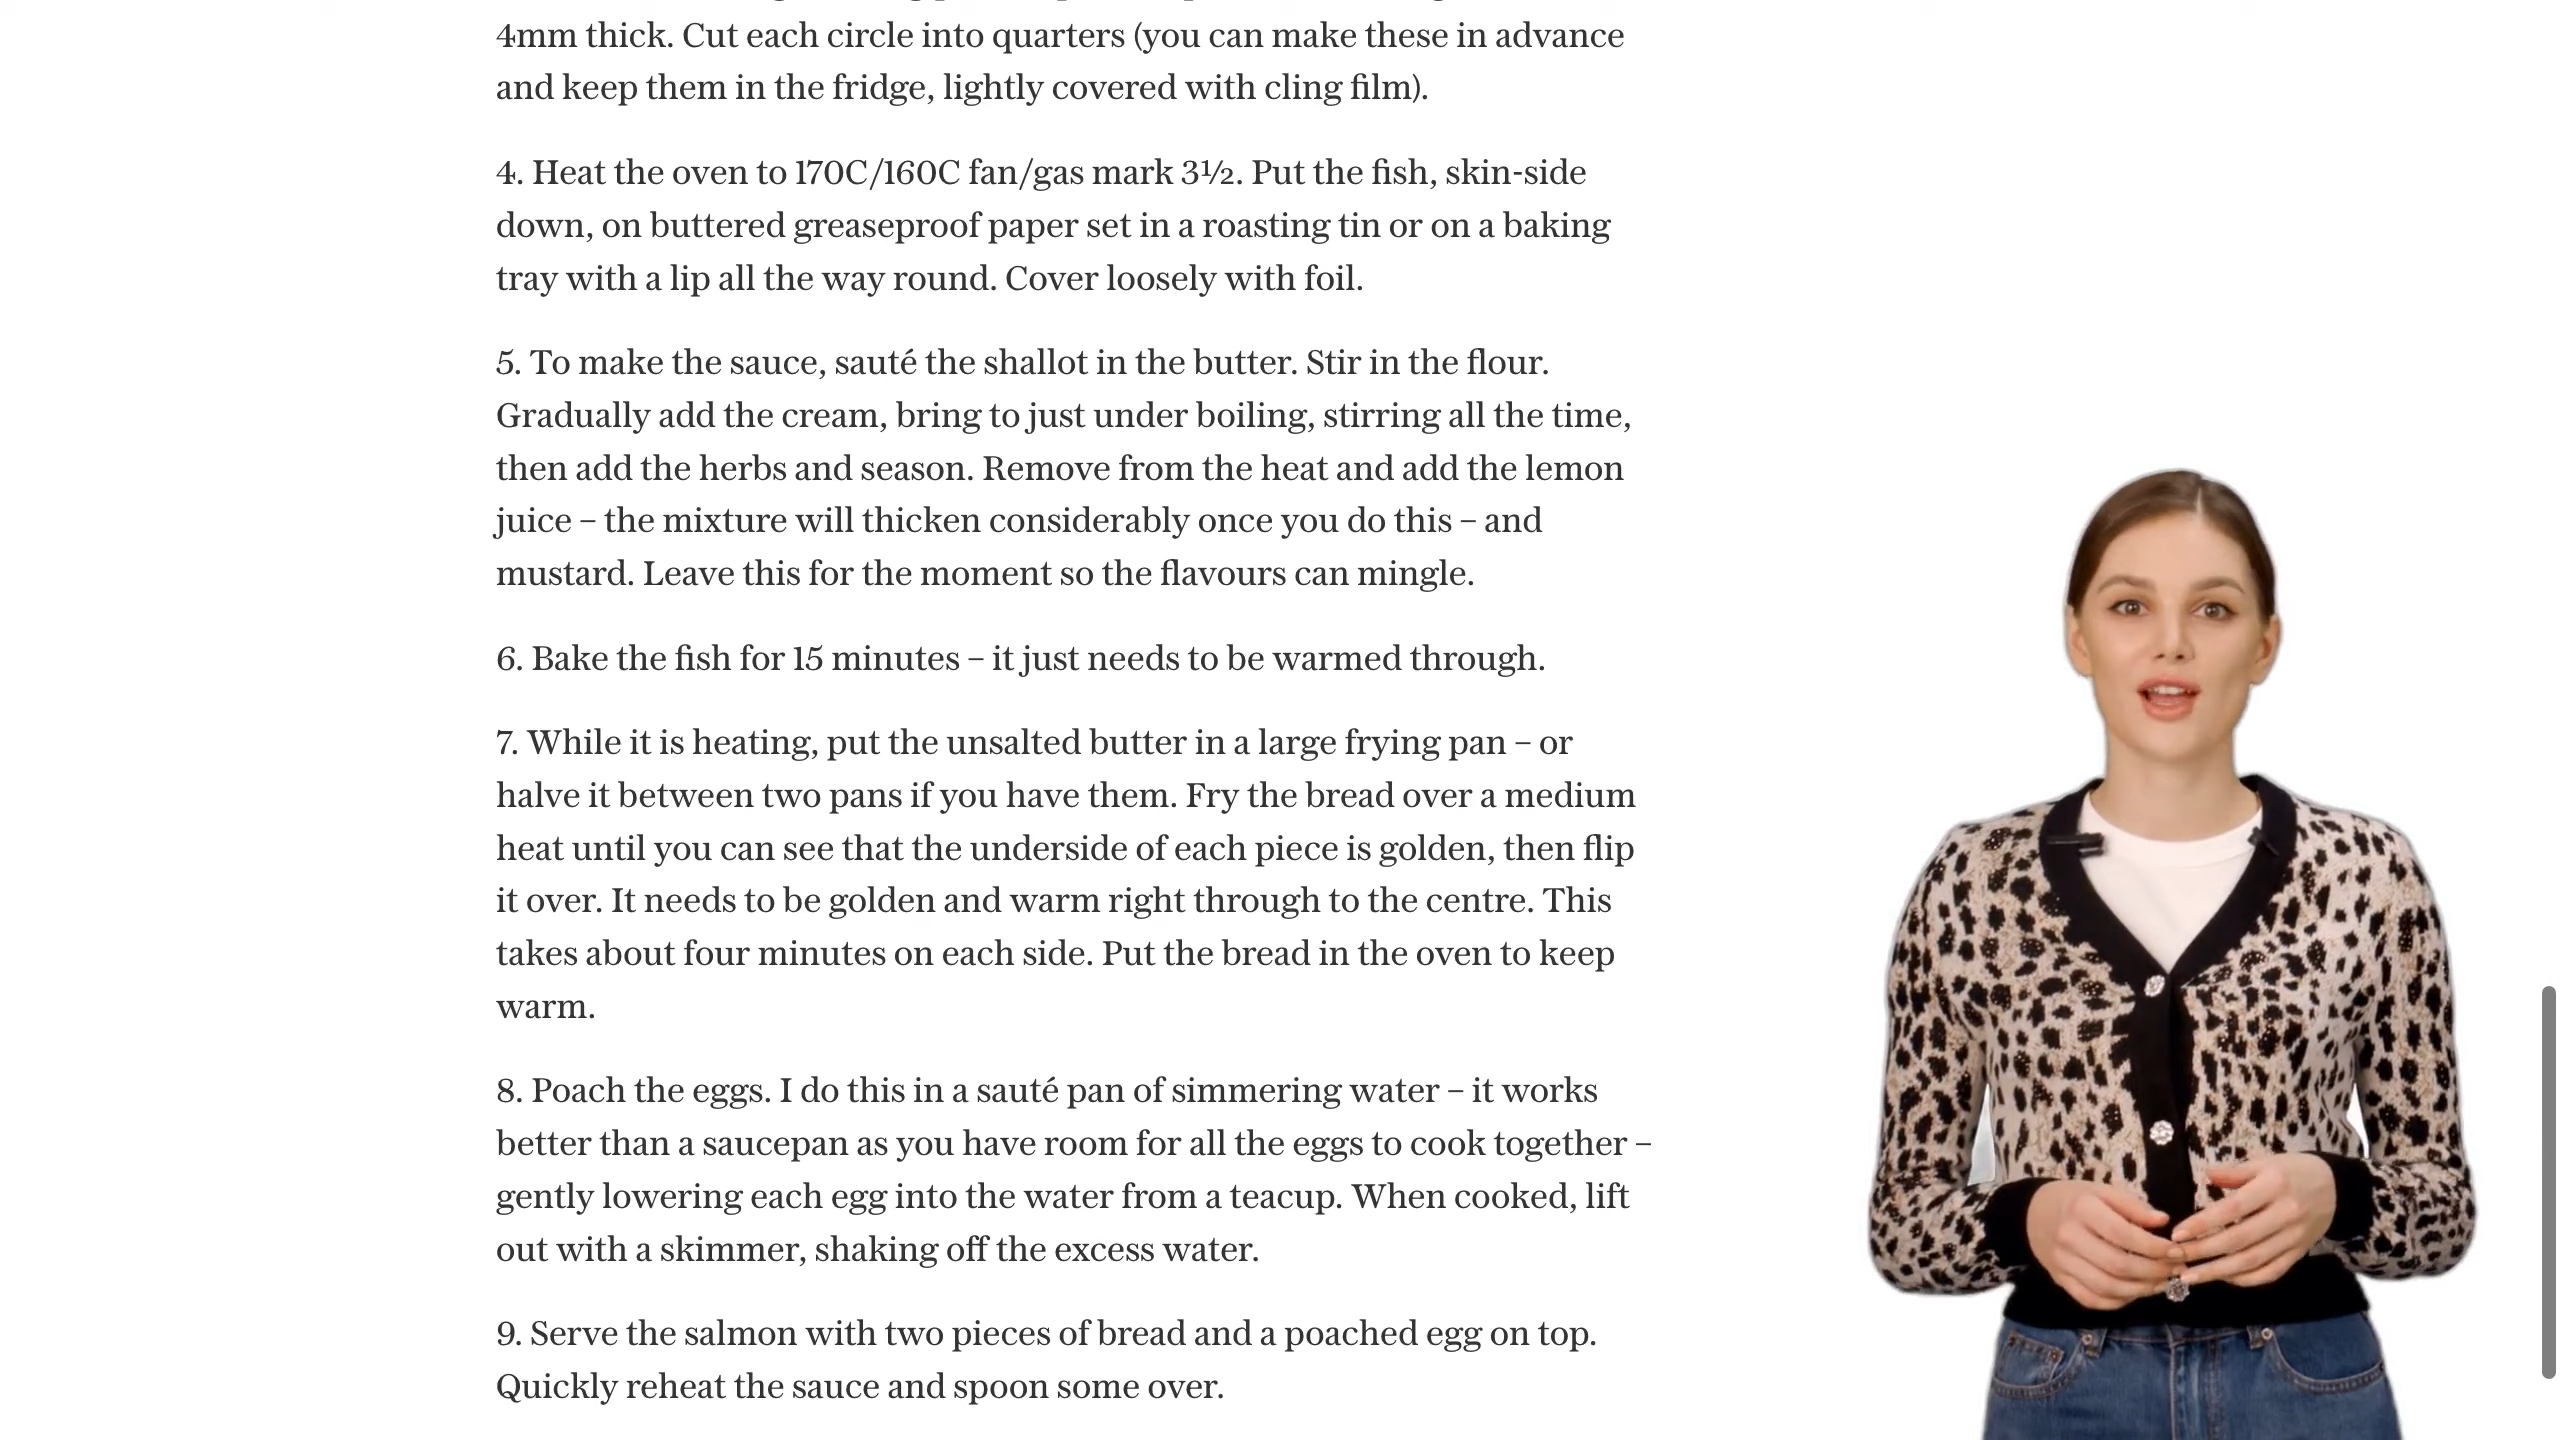 4mm thick. Cut each circle into quarters (you can make these in advance
and keep them in the fridge, lightly covered with cling film).
4. Heat the oven to 170C/160C fan/gas mark 3½. Put the fish, skin-side
down, on buttered greaseproof paper set in a roasting tin or on a baking
tray with a lip all the way round. Cover loosely with foil.
5. To make the sauce, sauté the shallot in the butter. Stir in the flour.
Gradually add the cream, bring to just under boiling, stirring all the time,
then add the herbs and season. Remove from the heat and add the lemon
juice – the mixture will thicken considerably once you do this – and
mustard. Leave this for the moment so the flavours can mingle.
6. Bake the fish for 15 minutes – it just needs to be warmed through.
7. While it is heating, put the unsalted butter in a large frying pan – or
halve it between two pans if you have them. Fry the bread over a medium
heat until you can see that the underside of each piece is golden, then flip
it over. It needs to be golden and warm right through to the centre. This
takes about four minutes on each side. Put the bread in the oven to keep
warm.
8. Poach the eggs. I do this in a sauté pan of simmering water – it works
better than a saucepan as you have room for all the eggs to cook together –
gently lowering each egg into the water from a teacup. When cooked, lift
out with a skimmer, shaking off the excess water.
9. Serve the salmon with two pieces of bread and a poached egg on top.
Quickly reheat the sauce and spoon some over.